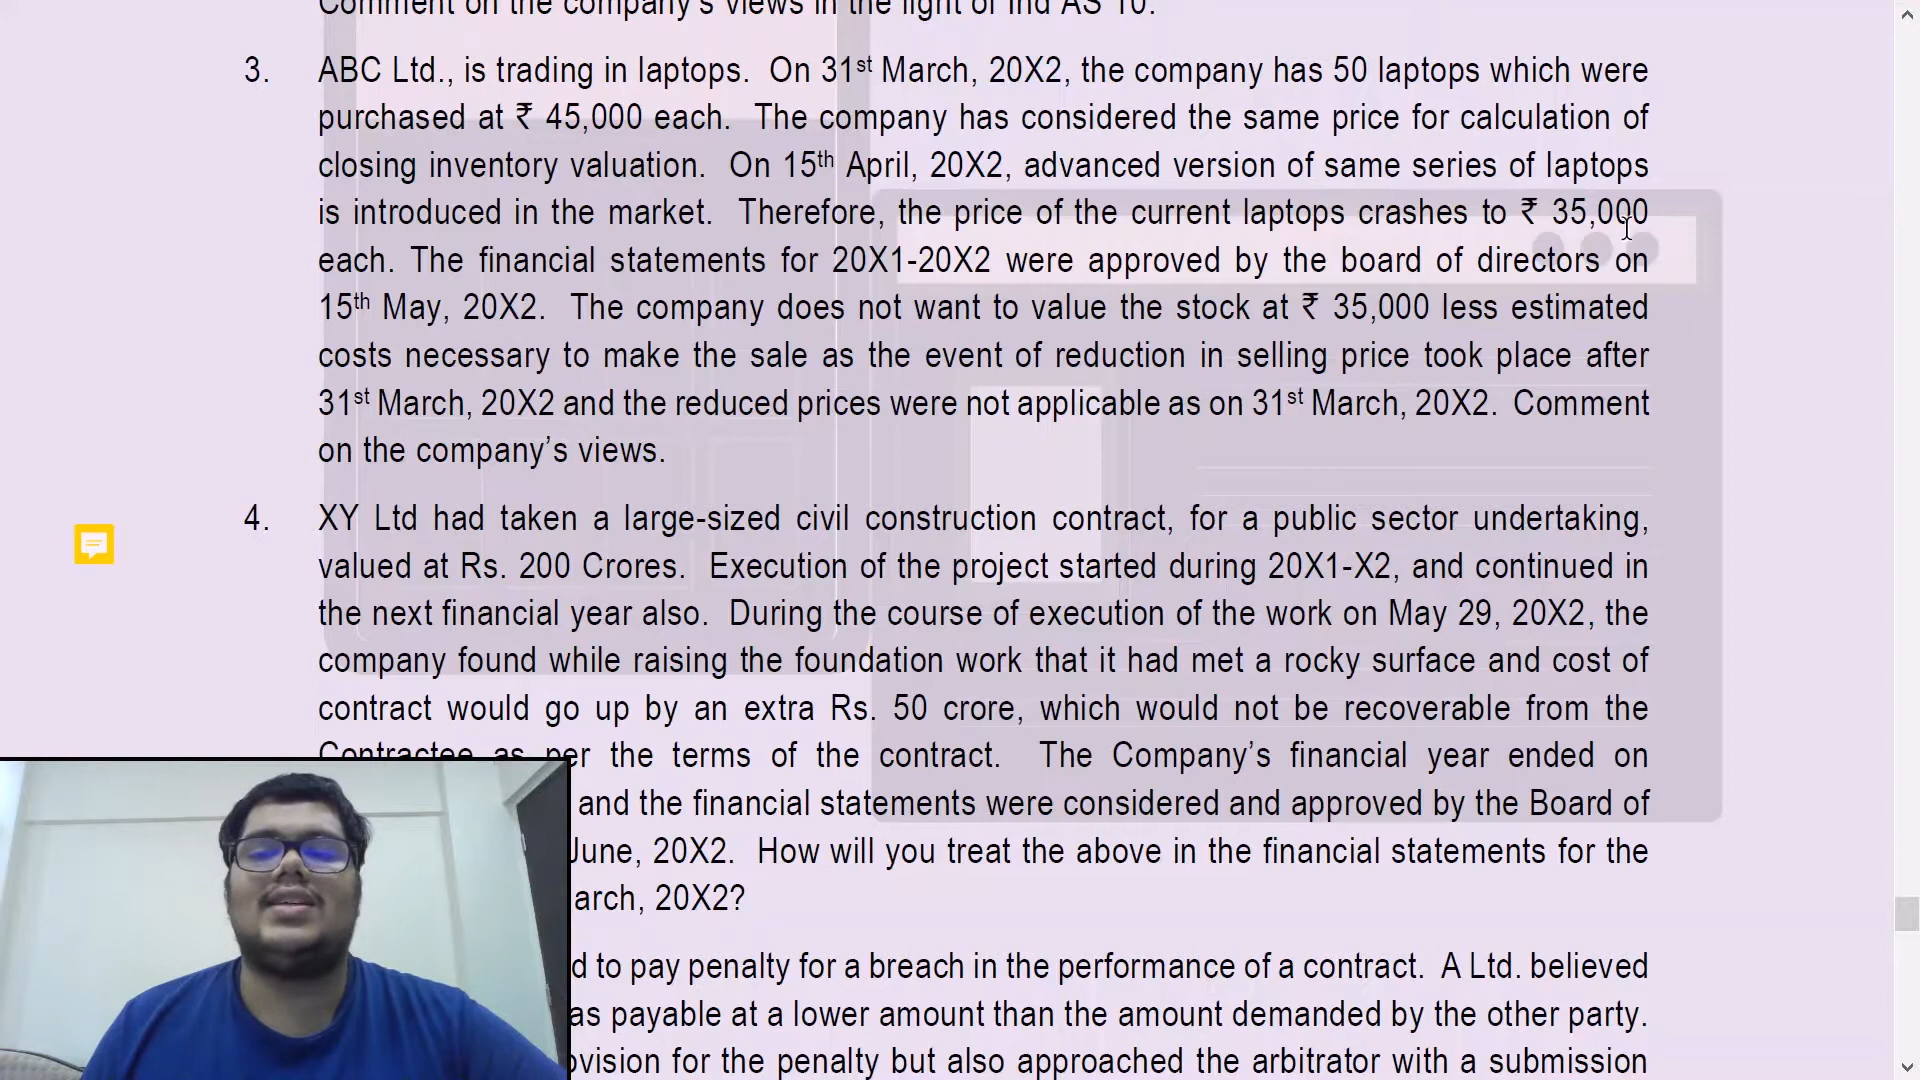 Comment on the company's views in the light of Ind AS 10.
3. ABC Ltd., is trading in laptops. On 31st March, 20X2, the company has 50 laptops which were
purchased at ₹ 45,000 each. The company has considered the same price for calculation of
closing inventory valuation. On 15th April, 20X2, advanced version of same series of laptops
is introduced in the market. Therefore, the price of the current laptops crashes to ₹ 35,000
each. The financial statements for 20X1-20X2 were approved by the board of directors on
15th May, 20X2. The company does not want to value the stock at ₹ 35,000 less estimated
costs necessary to make the sale as the event of reduction in selling price took place after
31st March, 20X2 and the reduced prices were not applicable as on 31st March, 20X2. Comment
on the company's views.
4. XY Ltd had taken a large-sized civil construction contract, for a public sector undertaking,
valued at Rs. 200 Crores. Execution of the project started during 20X1-X2, and continued in
the next financial year also. During the course of execution of the work on May 29, 20X2, the
company found while raising the foundation work that it had met a rocky surface and cost of
contract would go up by an extra Rs. 50 crore, which would not be recoverable from the
Contractee as per the terms of the contract. The Company's financial year ended on
and the financial statements were considered and approved by the Board of
June, 20X2. How will you treat the above in the financial statements for the
arch, 20X2?
d to pay penalty for a breach in the performance of a contract. A Ltd. believed
as payable at a lower amount than the amount demanded by the other party.
ovision for the penalty but also approached the arbitrator with a submission